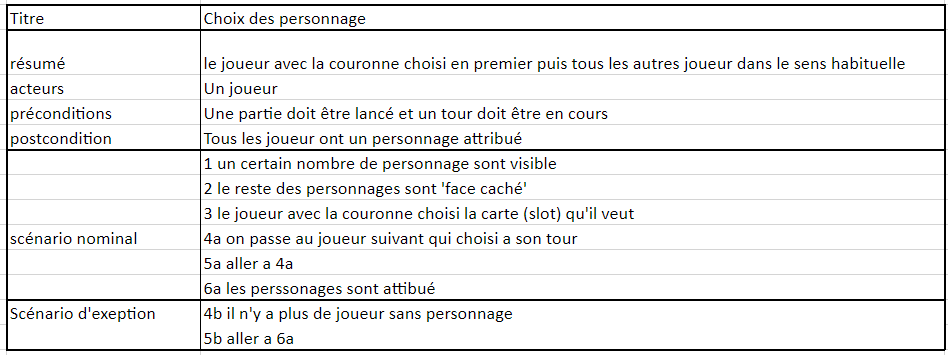 Titre Choix des personnage
résumé le joueur avec la couronne choisi en premier puis tous les autres joueur dans le sens habituelle
acteurs Un joueur
préconditions Une partie doit être lancé et un tour doit être en cours
postcondition Tous les joueur ont un personnage attribué
1 un certain nombre de personnage sont visible
2 le reste des personnages sont 'face caché'
3 le joueur avec la couronne choisi la carte (slot) qu'il veut
scénario nominal 4a on passe au joueur suivant qui choisi a son tour
5a aller a 4a
6a les perssonages sont attibué
Scénario d'exeption 4b il n'y a plus de joueur sans personnage
5b aller a 6a